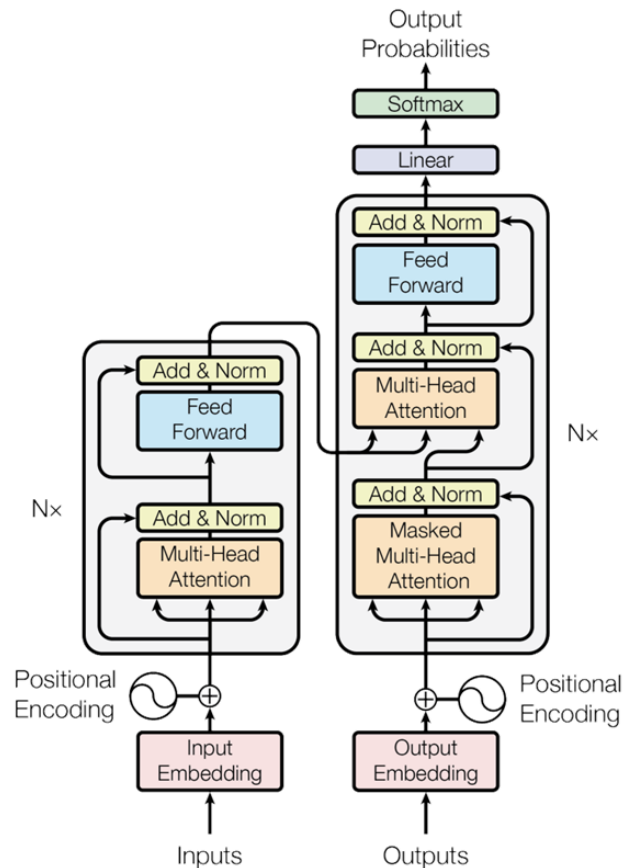 Output
Probabilities
Softmax
Linear
Add & Norm
Feed
Forward
Add & Norm
Multi-Head
Attention
Add & Norm
Masked
Multi-Head
Attention
N×
Add & Norm
Feed
Forward
Add & Norm
Multi-Head
Attention
N×
Positional
Encoding
Positional
Encoding
Input
Embedding
Output
Embedding
Inputs
Outputs